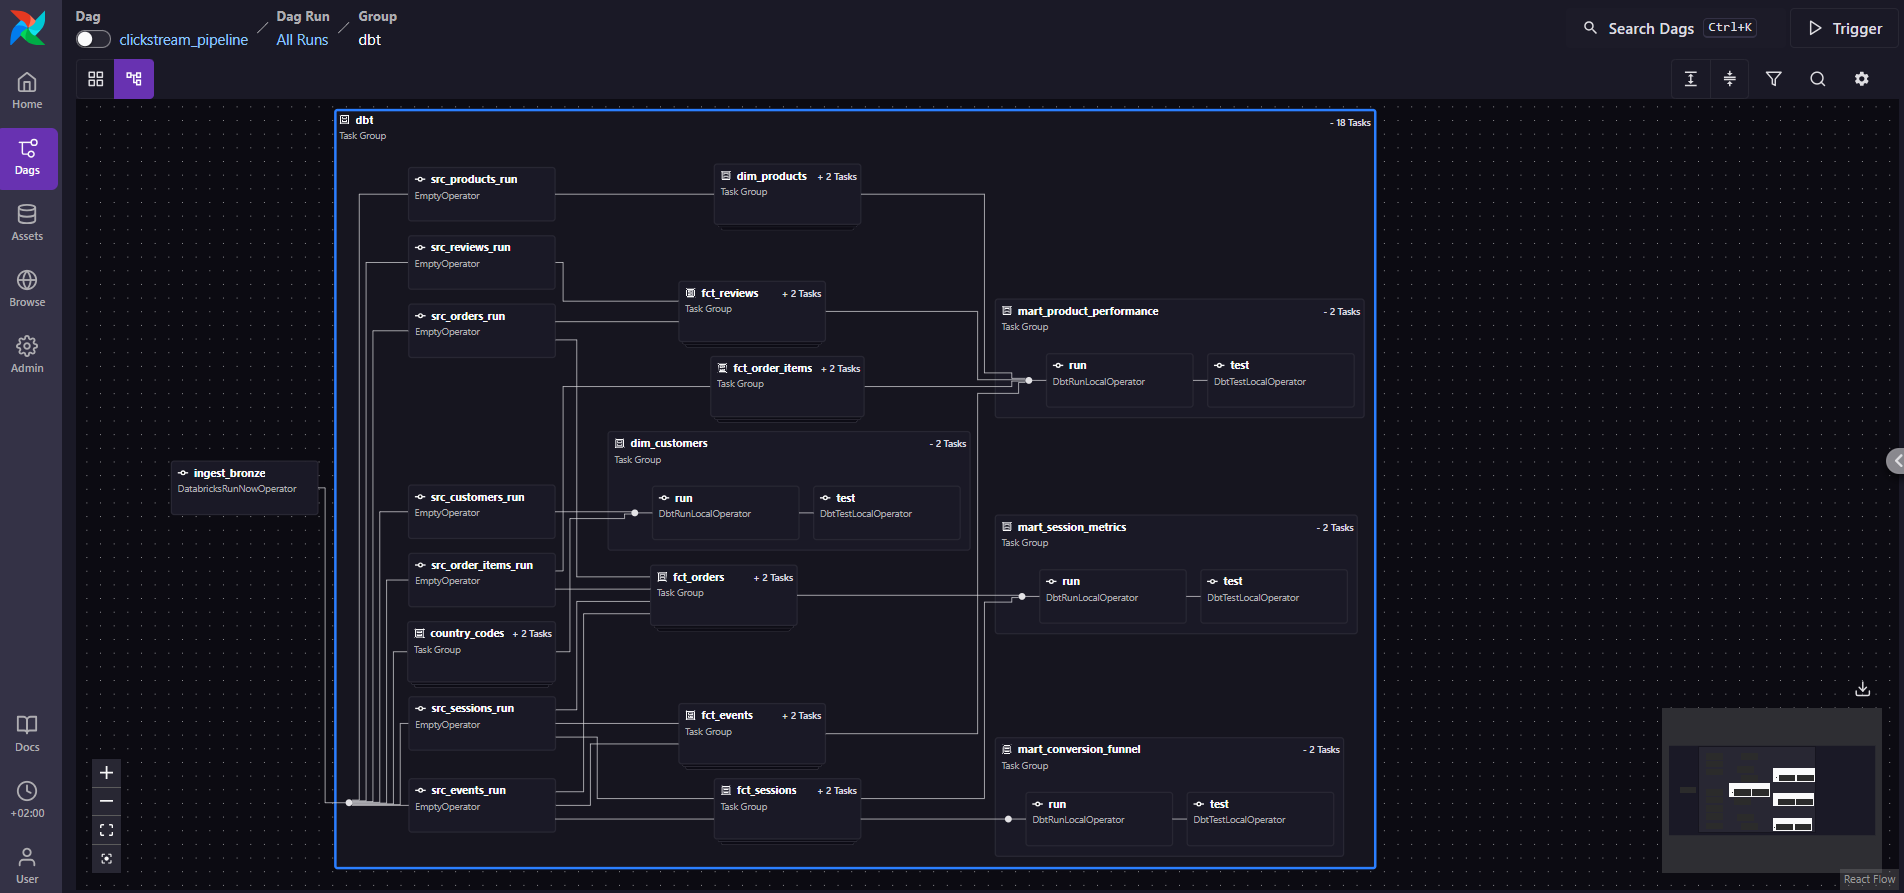 Dag
clickstream_pipeline
Dag Run
All Runs
Group
dbt
Search Dags Ctrl+K
Trigger
Home
Dags
Assets
Browse
Admin
Docs
+02:00
User
dbt
- 18 Tasks
Task Group
src_products_run
EmptyOperator
dim_products + 2 Tasks
Task Group
src_reviews_run
EmptyOperator
fct_reviews + 2 Tasks
Task Group
src_orders_run
EmptyOperator
mart_product_performance - 2 Tasks
Task Group
run
DbtRunLocalOperator
test
DbtTestLocalOperator
fct_order_items + 2 Tasks
Task Group
dim_customers - 2 Tasks
Task Group
run
DbtRunLocalOperator
test
DbtTestLocalOperator
ingest_bronze
DatabricksRunNowOperator
src_customers_run
EmptyOperator
mart_session_metrics - 2 Tasks
Task Group
run
DbtRunLocalOperator
test
DbtTestLocalOperator
src_order_items_run
EmptyOperator
fct_orders + 2 Tasks
Task Group
country_codes + 2 Tasks
Task Group
src_sessions_run
EmptyOperator
fct_events + 2 Tasks
Task Group
mart_conversion_funnel - 2 Tasks
Task Group
run
DbtRunLocalOperator
test
DbtTestLocalOperator
src_events_run
EmptyOperator
fct_sessions + 2 Tasks
Task Group
React Flow